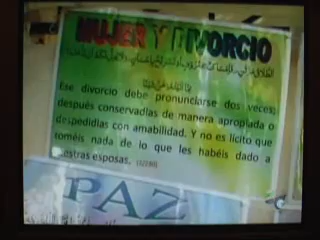 MUJER Y DIVORCIO
Ese divorcio debe pronunciarse dos veces;
después conservadlas de manera apropiada o
despedidlas con amabilidad. Y no es lícito que
toméis nada de lo que les habéis dado a
vuestras esposas.
PAZ